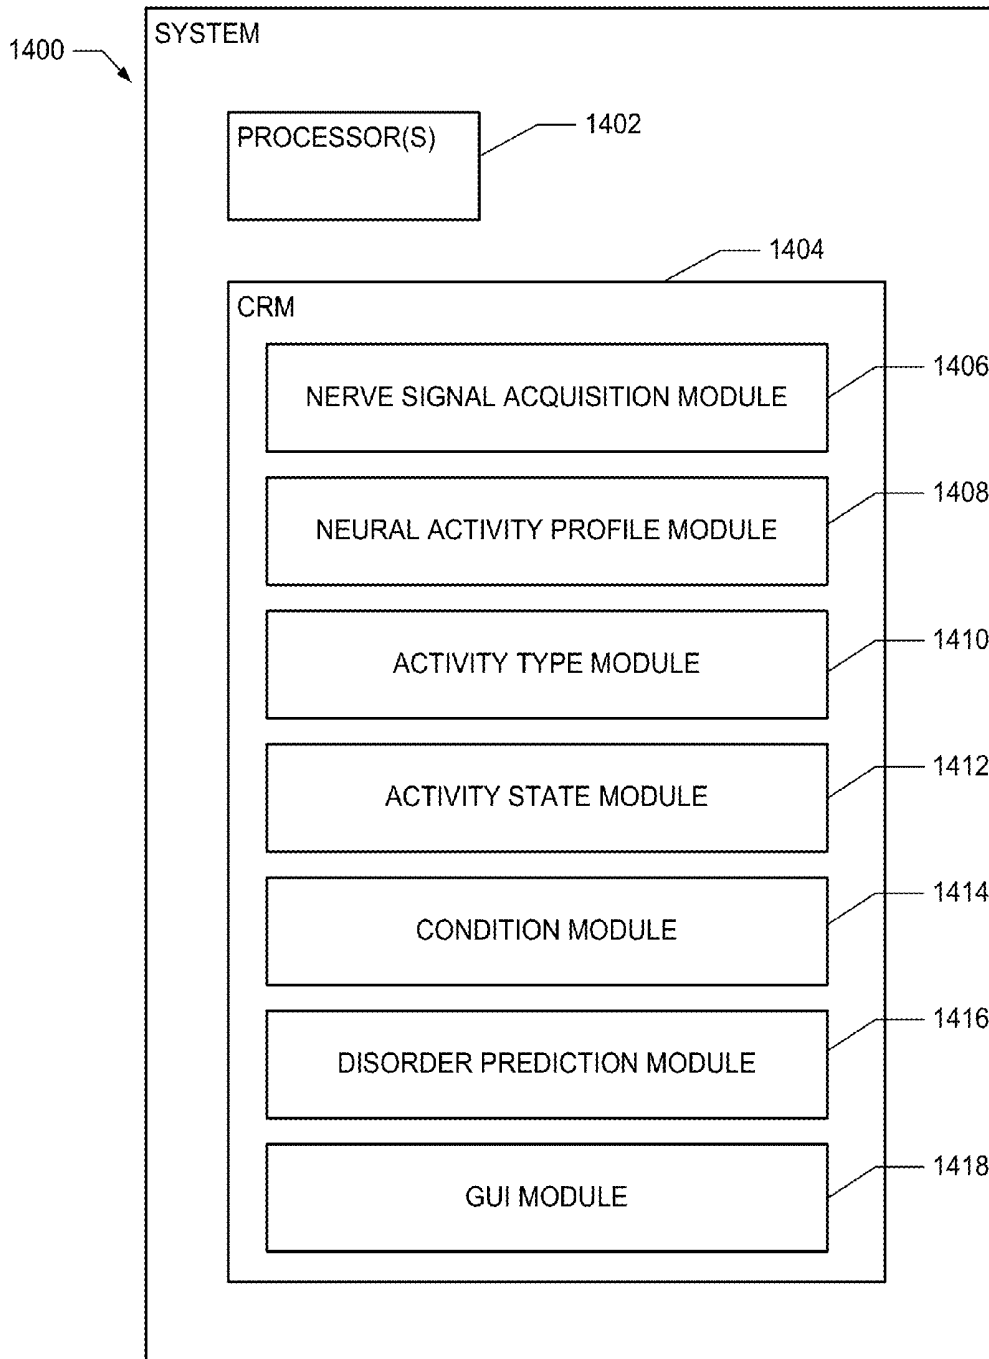 SYSTEM
1400
PROCESSOR(S)
1402
1404
CRM
NERVE SIGNAL ACQUISITION MODULE
1406
NEURAL ACTIVITY PROFILE MODULE
1408
ACTIVITY TYPE MODULE
1410
ACTIVITY STATE MODULE
1412
CONDITION MODULE
1414
DISORDER PREDICTION MODULE
1416
GUI MODULE
1418